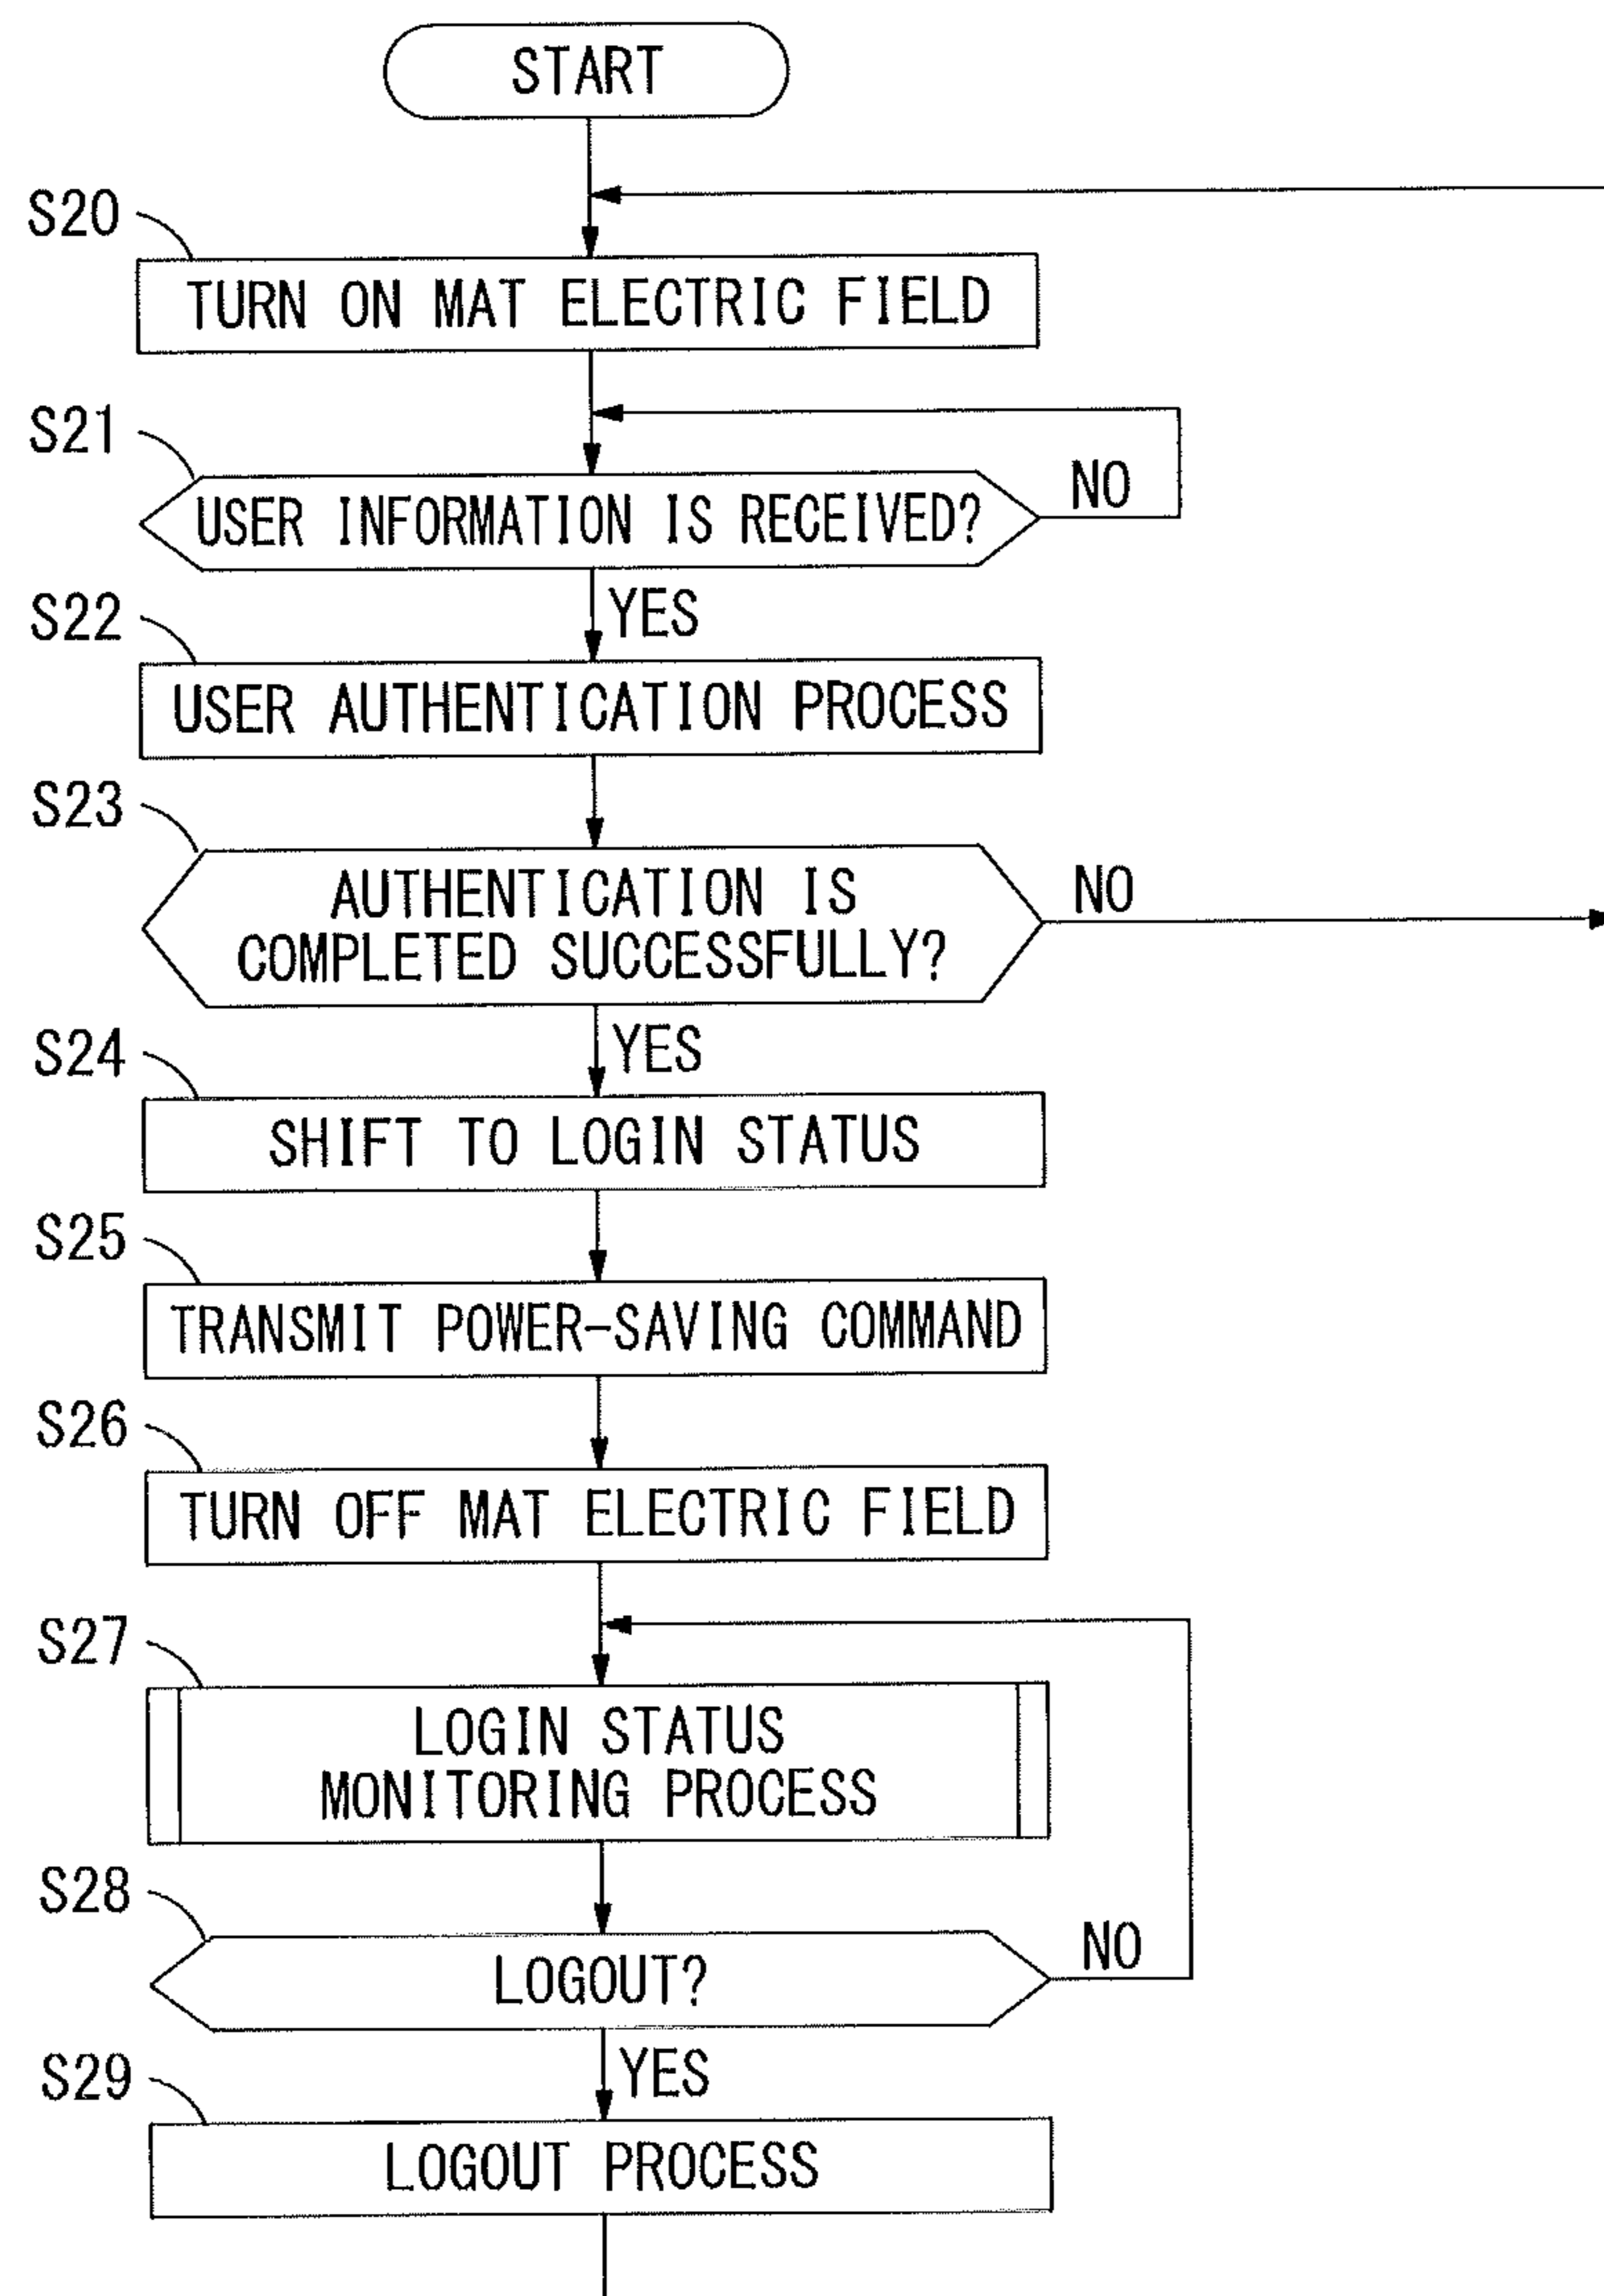 START
S20
TURN ON MAT ELECTRIC FIELD
S21
USER INFORMATION IS RECEIVED?
NO
YES
S22
USER AUTHENTICATION PROCESS
S23
AUTHENTICATION IS
COMPLETED SUCCESSFULLY?
NO
YES
S24
SHIFT TO LOGIN STATUS
S25
TRANSMIT POWER-SAVING COMMAND
S26
TURN OFF MAT ELECTRIC FIELD
S27
LOGIN STATUS
MONITORING PROCESS
S28
LOGOUT?
NO
YES
S29
LOGOUT PROCESS